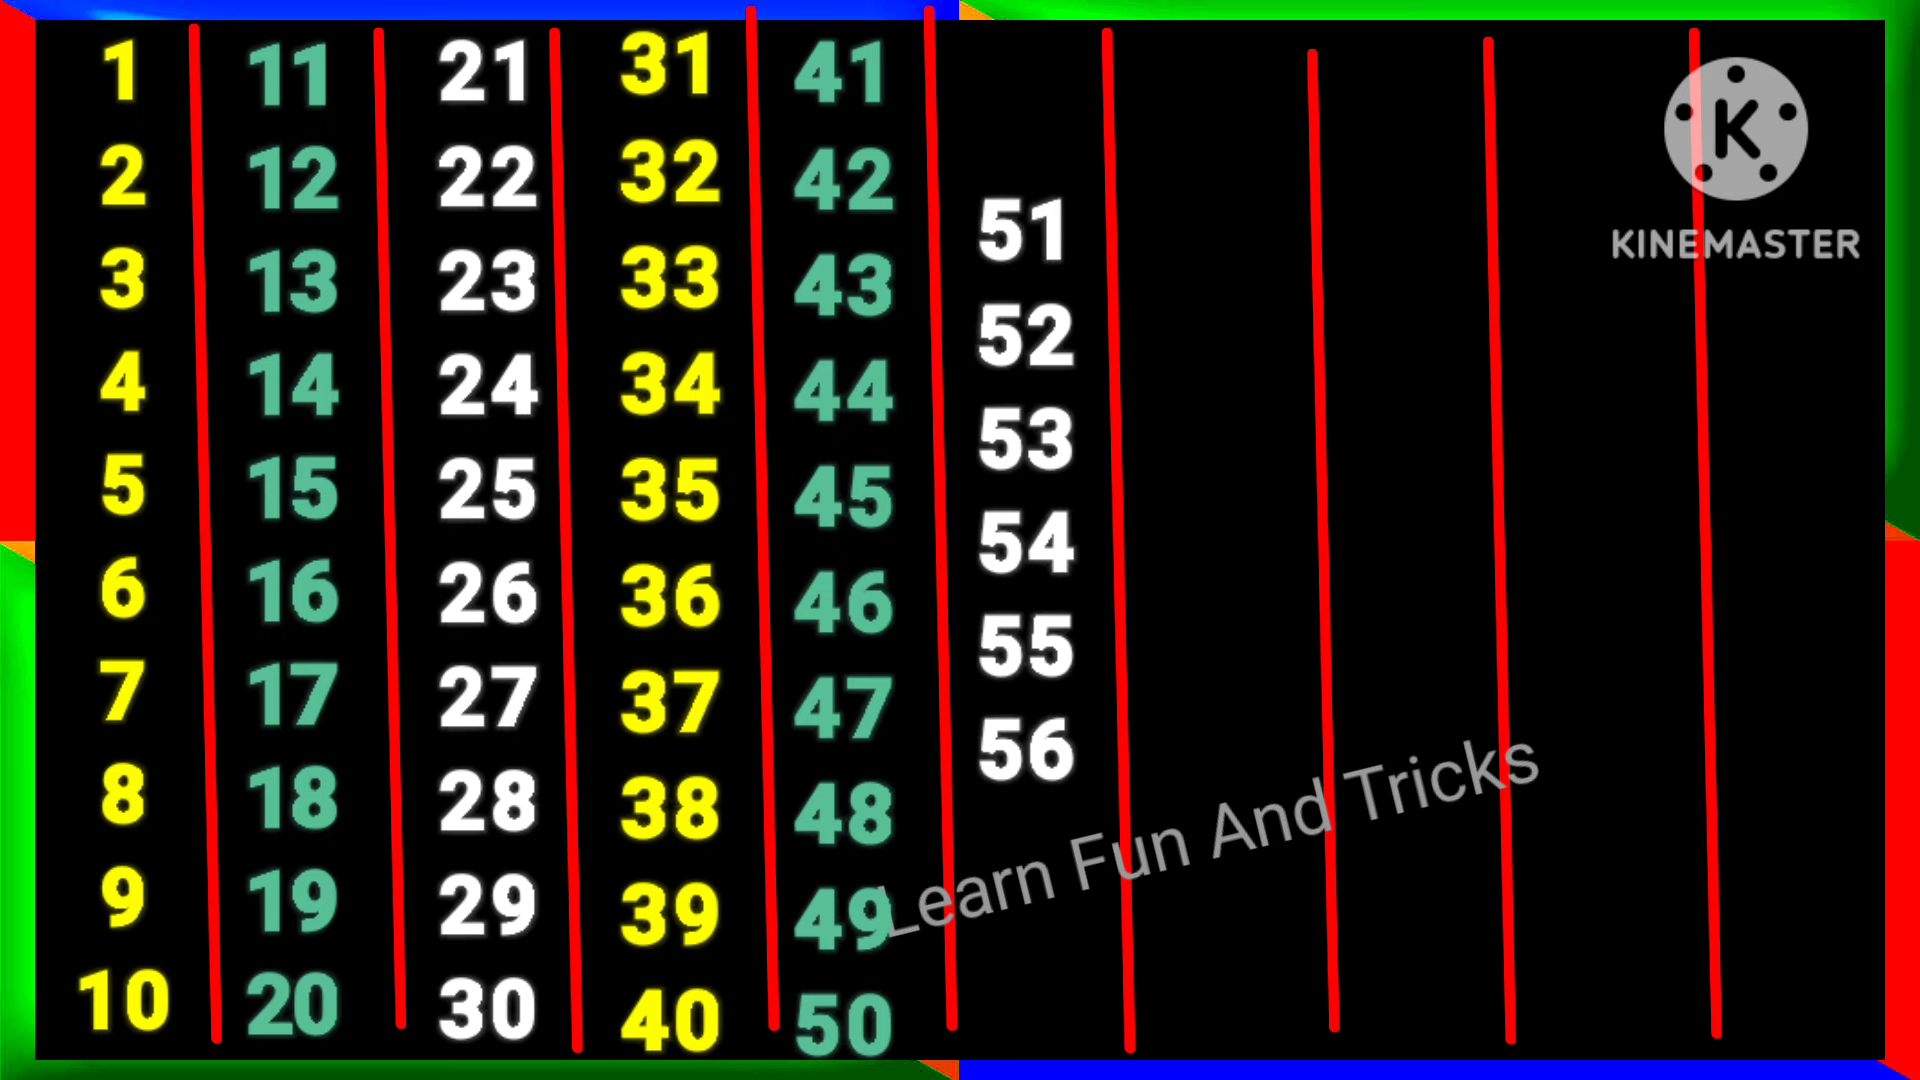 1 11 21 31 41
2 12 22 32 42 51
3 13 23 33 43 52
4 14 24 34 44 53
5 15 25 35 45 54
6 16 26 36 46 55
7 17 27 37 47 56
8 18 28 38 48
9 19 29 39 49
10 20 30 40 50
K
KINEMASTER
Learn Fun And Tricks